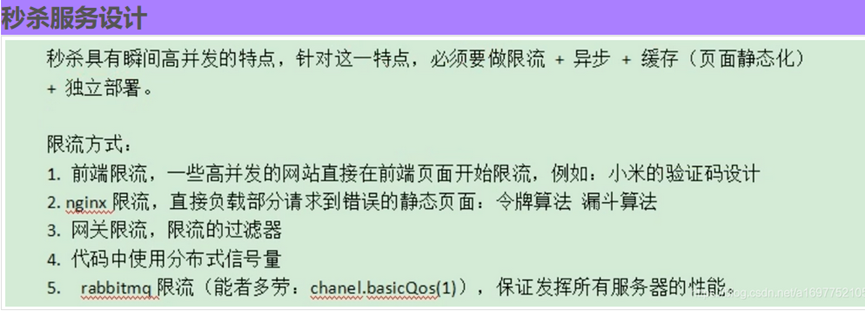 秒杀服务设计
秒杀具有瞬间高并发的特点，针对这一特点，必须要做限流 + 异步 + 缓存（页面静态化）
+ 独立部署。
限流方式：
1. 前端限流，一些高并发的网站直接在前端页面开始限流，例如：小米的验证码设计
2. nginx 限流，直接负载部分请求到错误的静态页面：令牌算法 漏斗算法
3. 网关限流，限流的过滤器
4. 代码中使用分布式信号量
5. rabbitmq 限流（能者多劳：chanel.basicQos(1)），保证发挥所有服务器的性能。